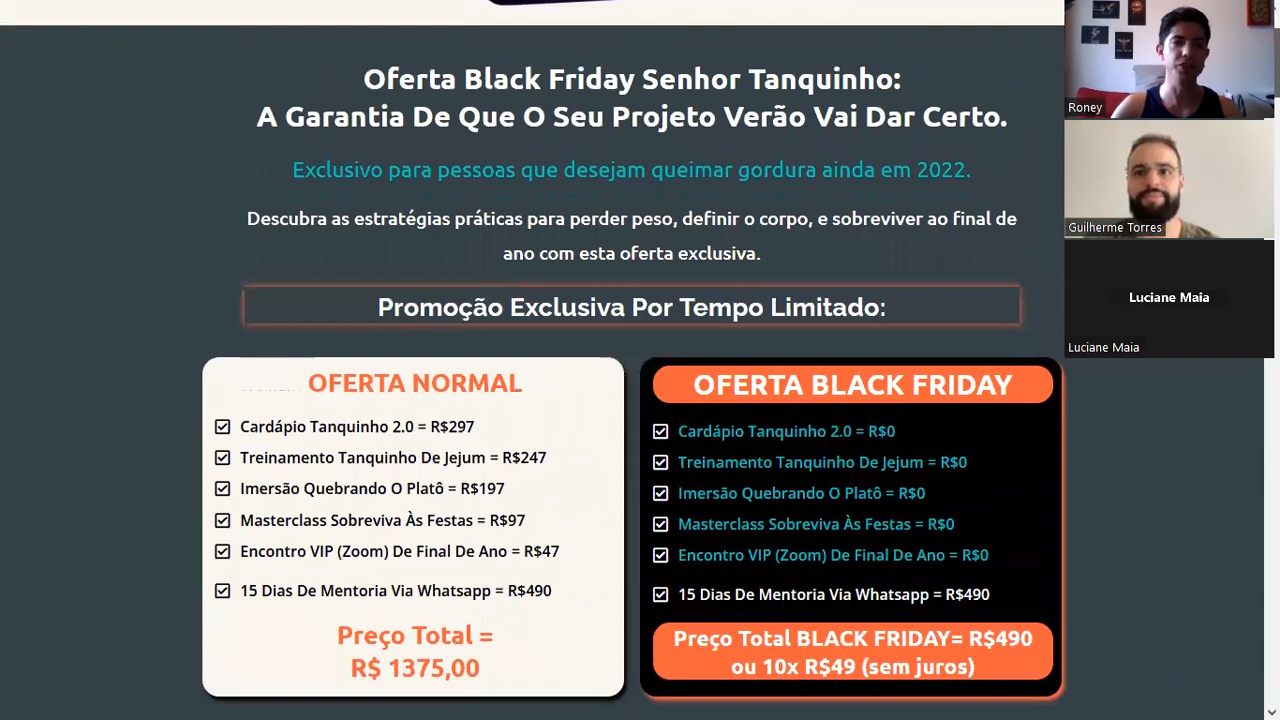 Oferta Black Friday Senhor Tanquinho:
A Garantia De Que O Seu Projeto Verão Vai Dar Certo.
Exclusivo para pessoas que desejam queimar gordura ainda em 2022.
Descubra as estratégias práticas para perder peso, definir o corpo, e sobreviver ao final de
ano com esta oferta exclusiva.
Promoção Exclusiva Por Tempo Limitado:
OFERTA NORMAL
Cardápio Tanquinho 2.0 = R$297
Treinamento Tanquinho De Jejum = R$247
Imersão Quebrando O Platô = R$197
Masterclass Sobreviva Às Festas = R$97
Encontro VIP (Zoom) De Final De Ano = R$47
15 Dias De Mentoria Via Whatsapp = R$490
Preço Total =
R$ 1375,00
OFERTA BLACK FRIDAY
Cardápio Tanquinho 2.0 = R$0
Treinamento Tanquinho De Jejum = R$0
Imersão Quebrando O Platô = R$0
Masterclass Sobreviva Às Festas = R$0
Encontro VIP (Zoom) De Final De Ano = R$0
15 Dias De Mentoria Via Whatsapp = R$490
Preço Total BLACK FRIDAY= R$490
ou 10x R$49 (sem juros)
Roney
Guilherme Torres
Luciane Maia
Luciane Maia